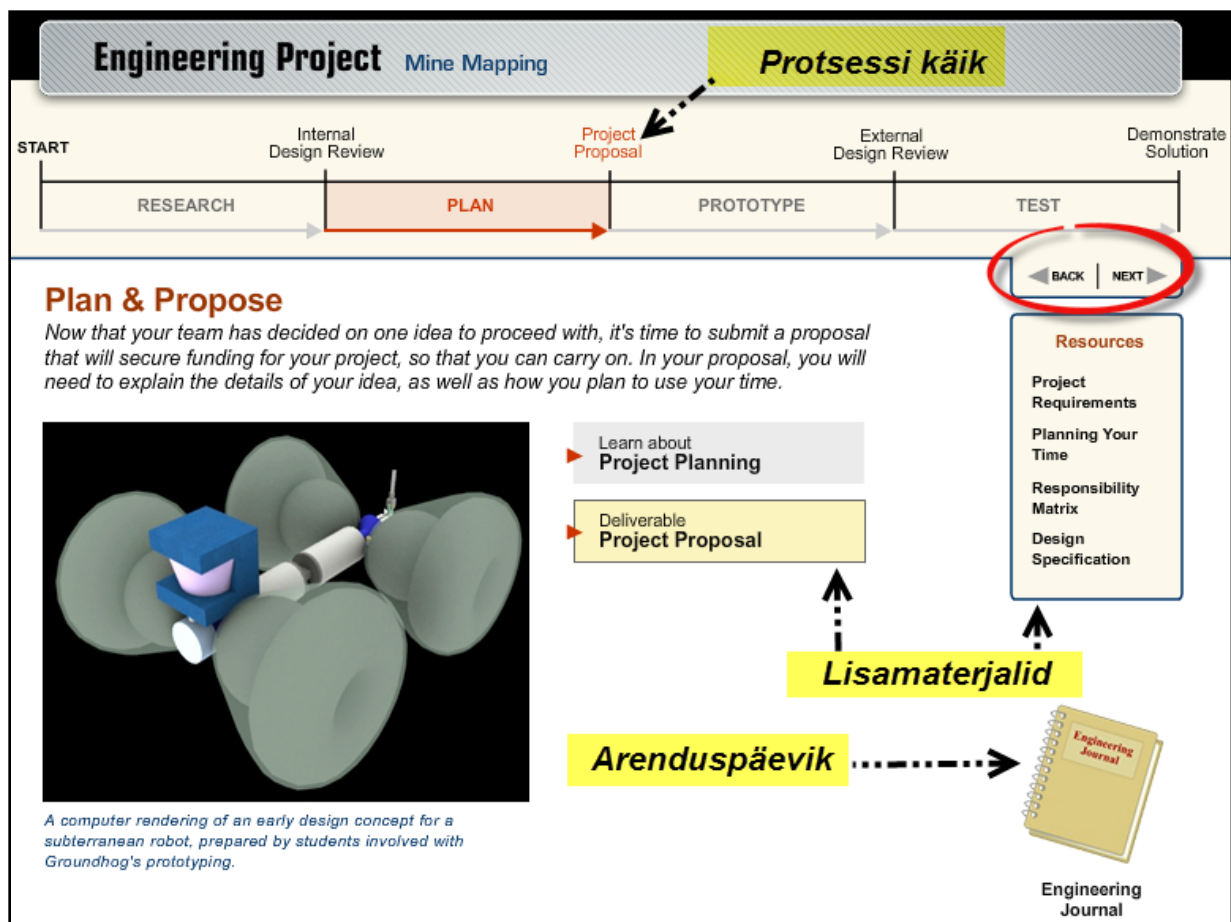 Engineering Project Mine Mapping
Protsessi käik
START
Internal
Design Review
Project
Proposal
External
Design Review
Demonstrate
Solution
RESEARCH
PLAN
PROTOTYPE
TEST
BACK | NEXT
Plan & Propose
Now that your team has decided on one idea to proceed with, it's time to submit a proposal
that will secure funding for your project, so that you can carry on. In your proposal, you will
need to explain the details of your idea, as well as how you plan to use your time.
Resources
Project
Requirements
Planning Your
Time
Responsibility
Matrix
Design
Specification
Learn about
Project Planning
Deliverable
Project Proposal
Lisamaterjalid
Arenduspäevik
Engineering
Journal
Engineering
Journal
A computer rendering of an early design concept for a
subterranean robot, prepared by students involved with
Groundhog's prototyping.